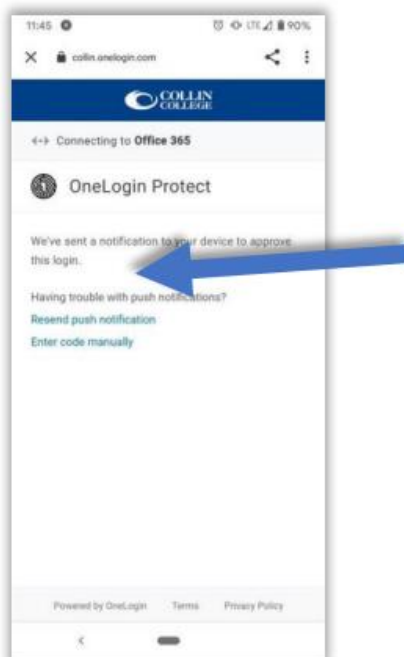 11:45 LTE 90%
collin.onelogin.com
COLLIN
COLLEGE
Connecting to Office 365
OneLogin Protect
We've sent a notification to your device to approve
this login.
Having trouble with push notifications?
Resend push notification
Enter code manually
Powered by OneLogin Terms Privacy Policy